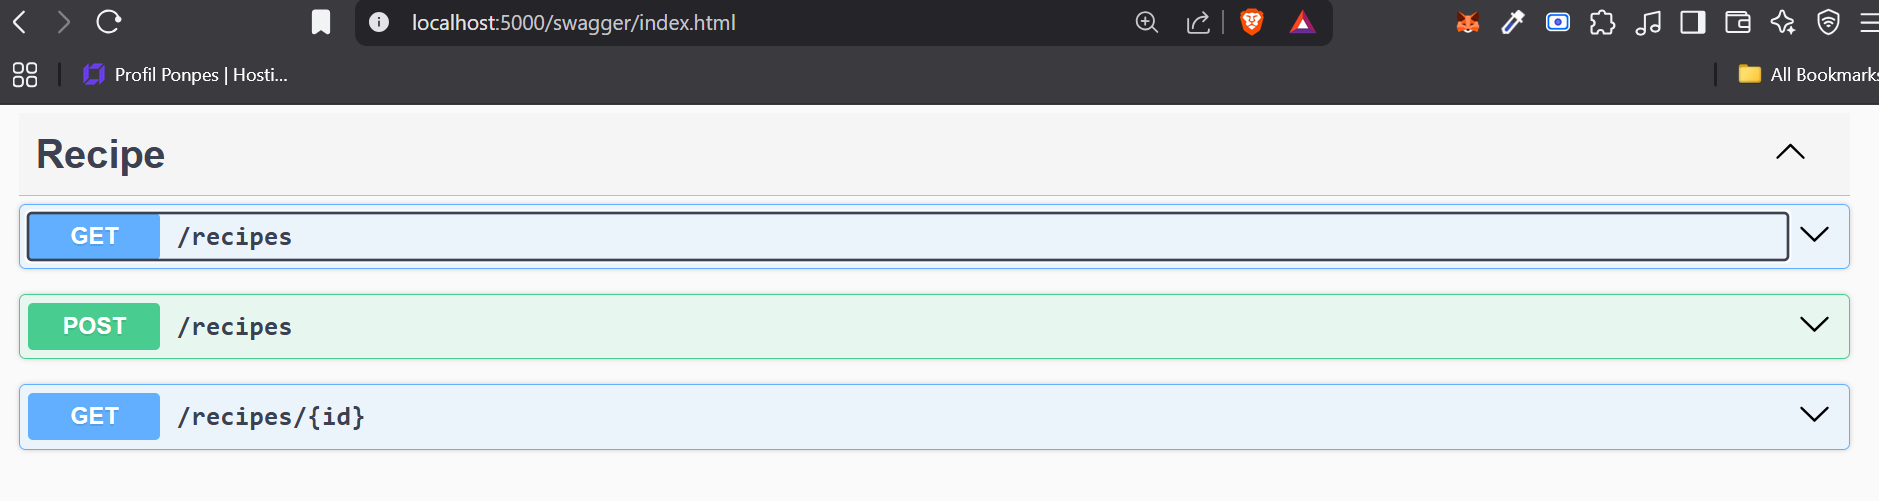 localhost:5000/swagger/index.html
Profil Ponpes | Hosti...
All Bookmarks
Recipe
GET /recipes
POST /recipes
GET /recipes/{id}